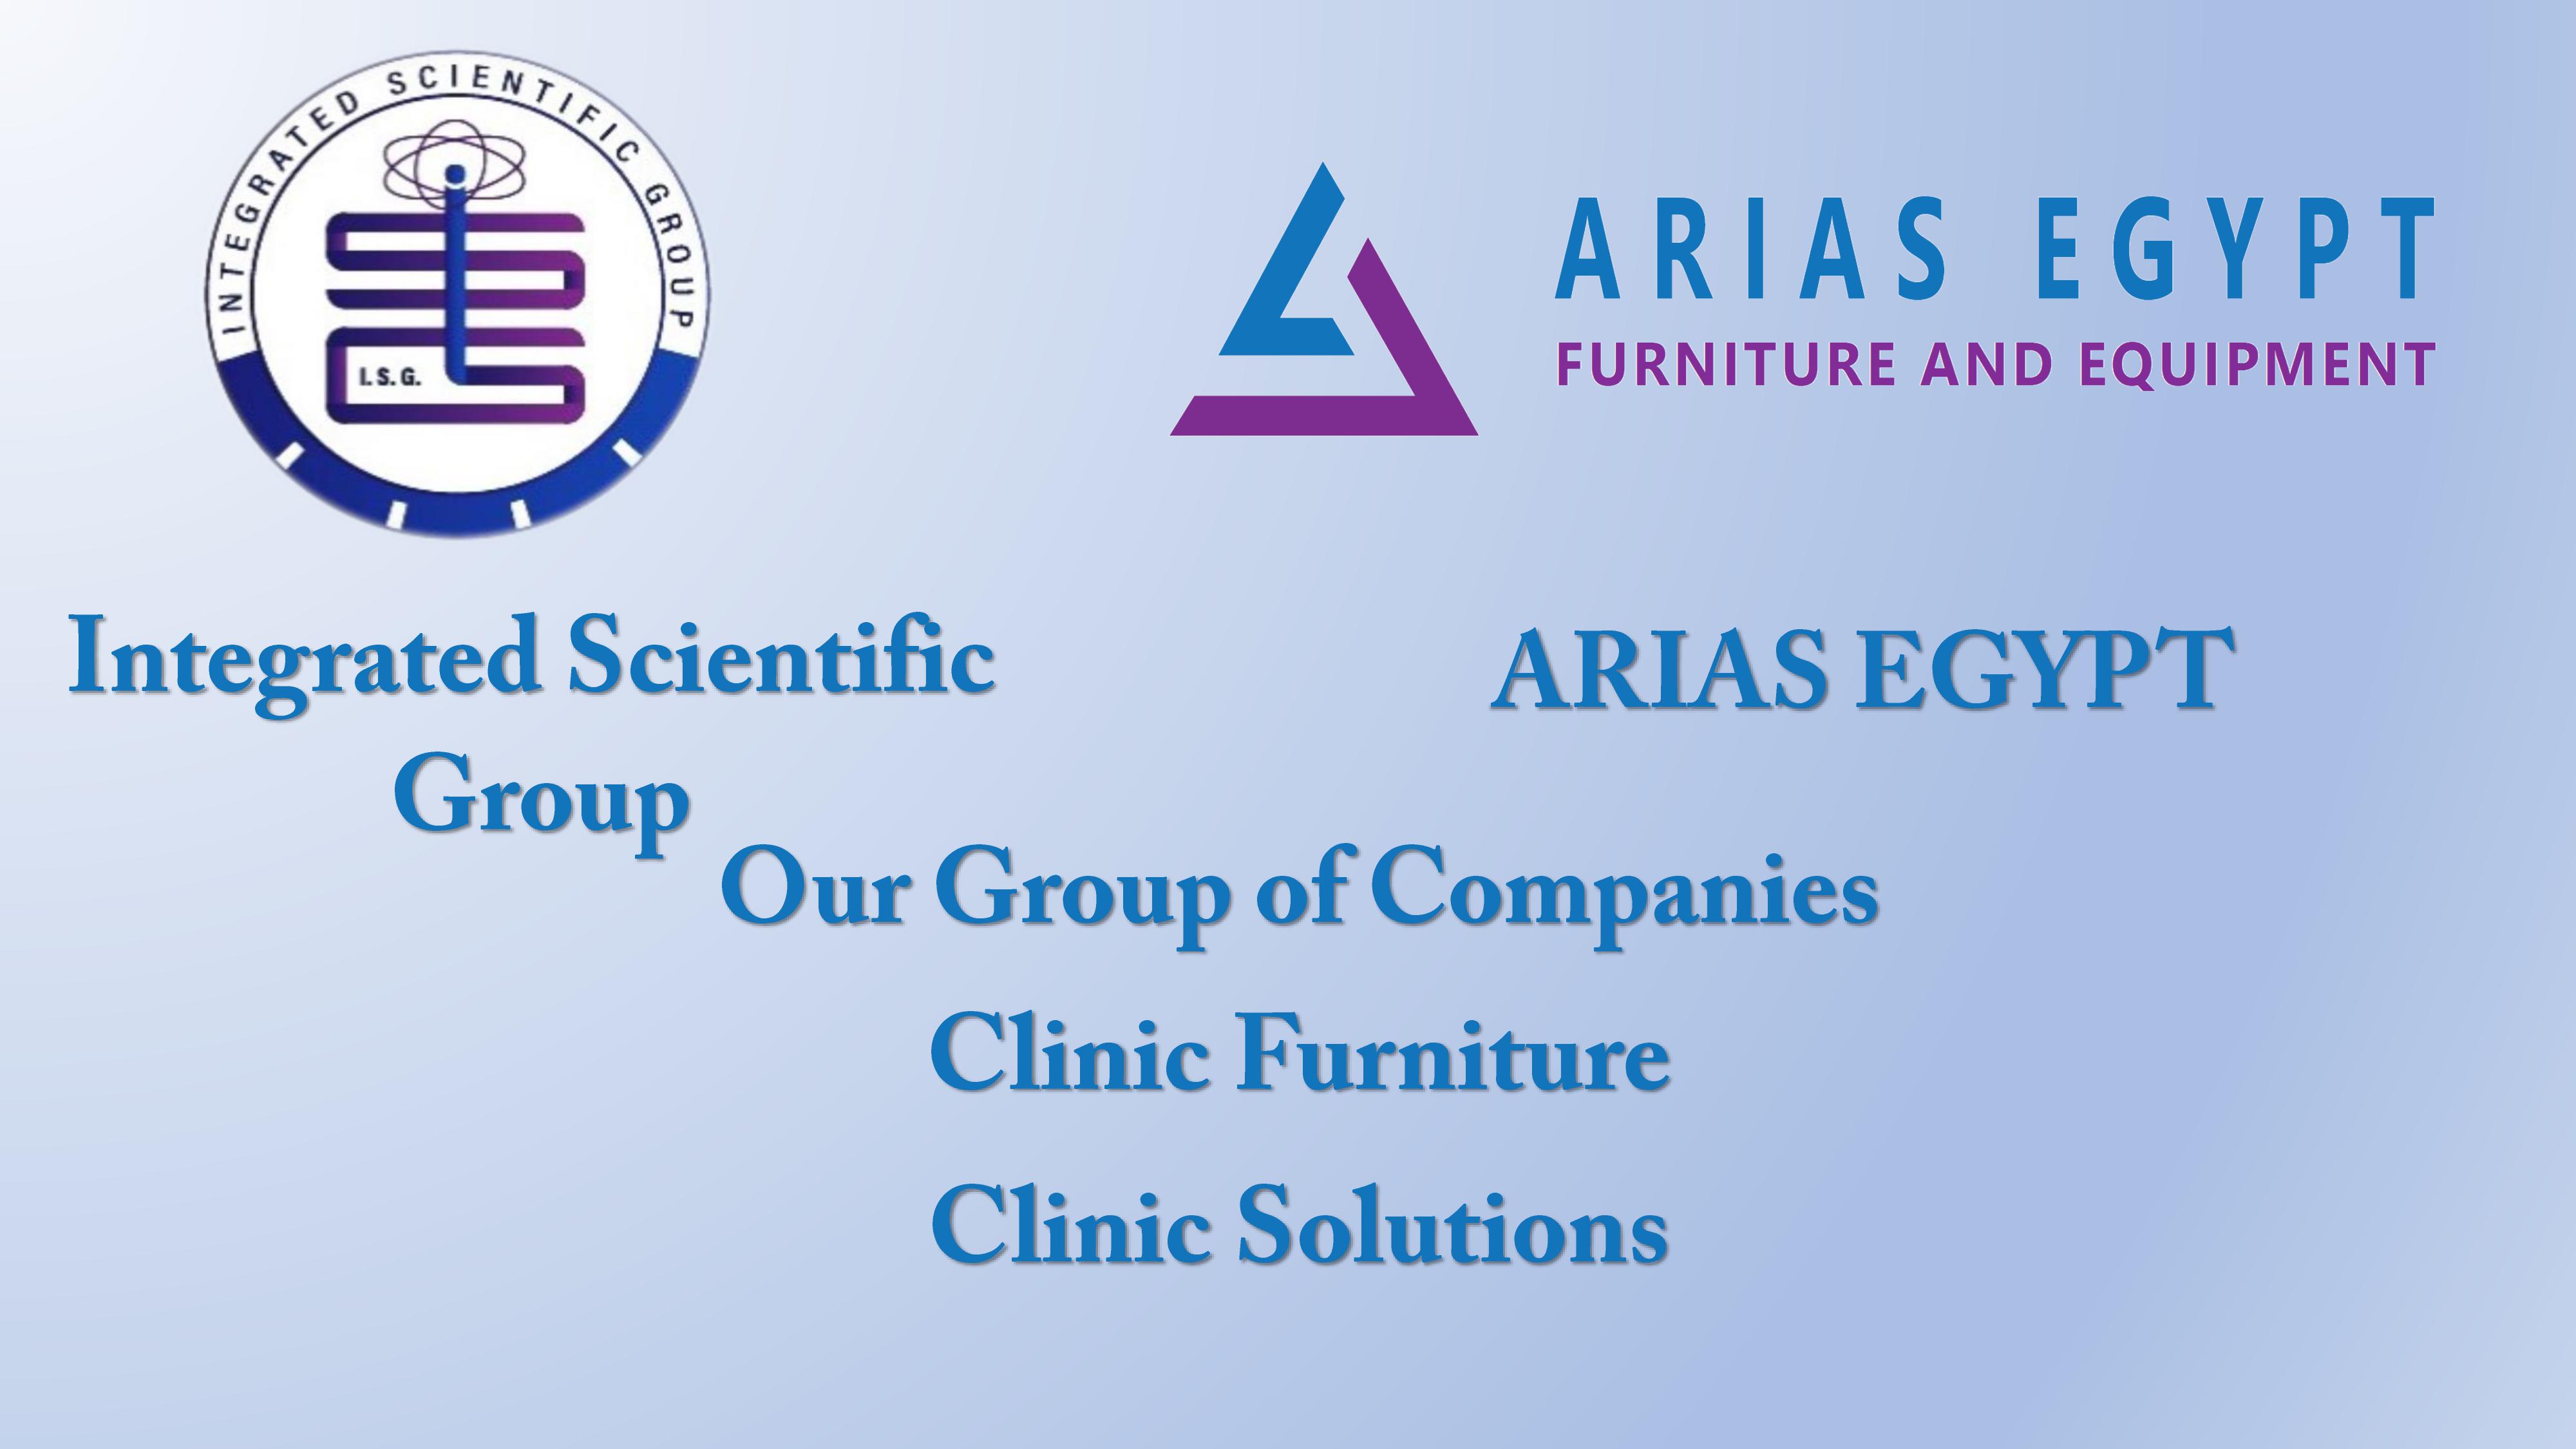 INTEGRATED SCIENTIFIC GROUP
I.S.G.
ARIAS EGYPT
FURNITURE AND EQUIPMENT
Integrated Scientific
Group
ARIAS EGYPT
Our Group of Companies
Clinic Furniture
Clinic Solutions